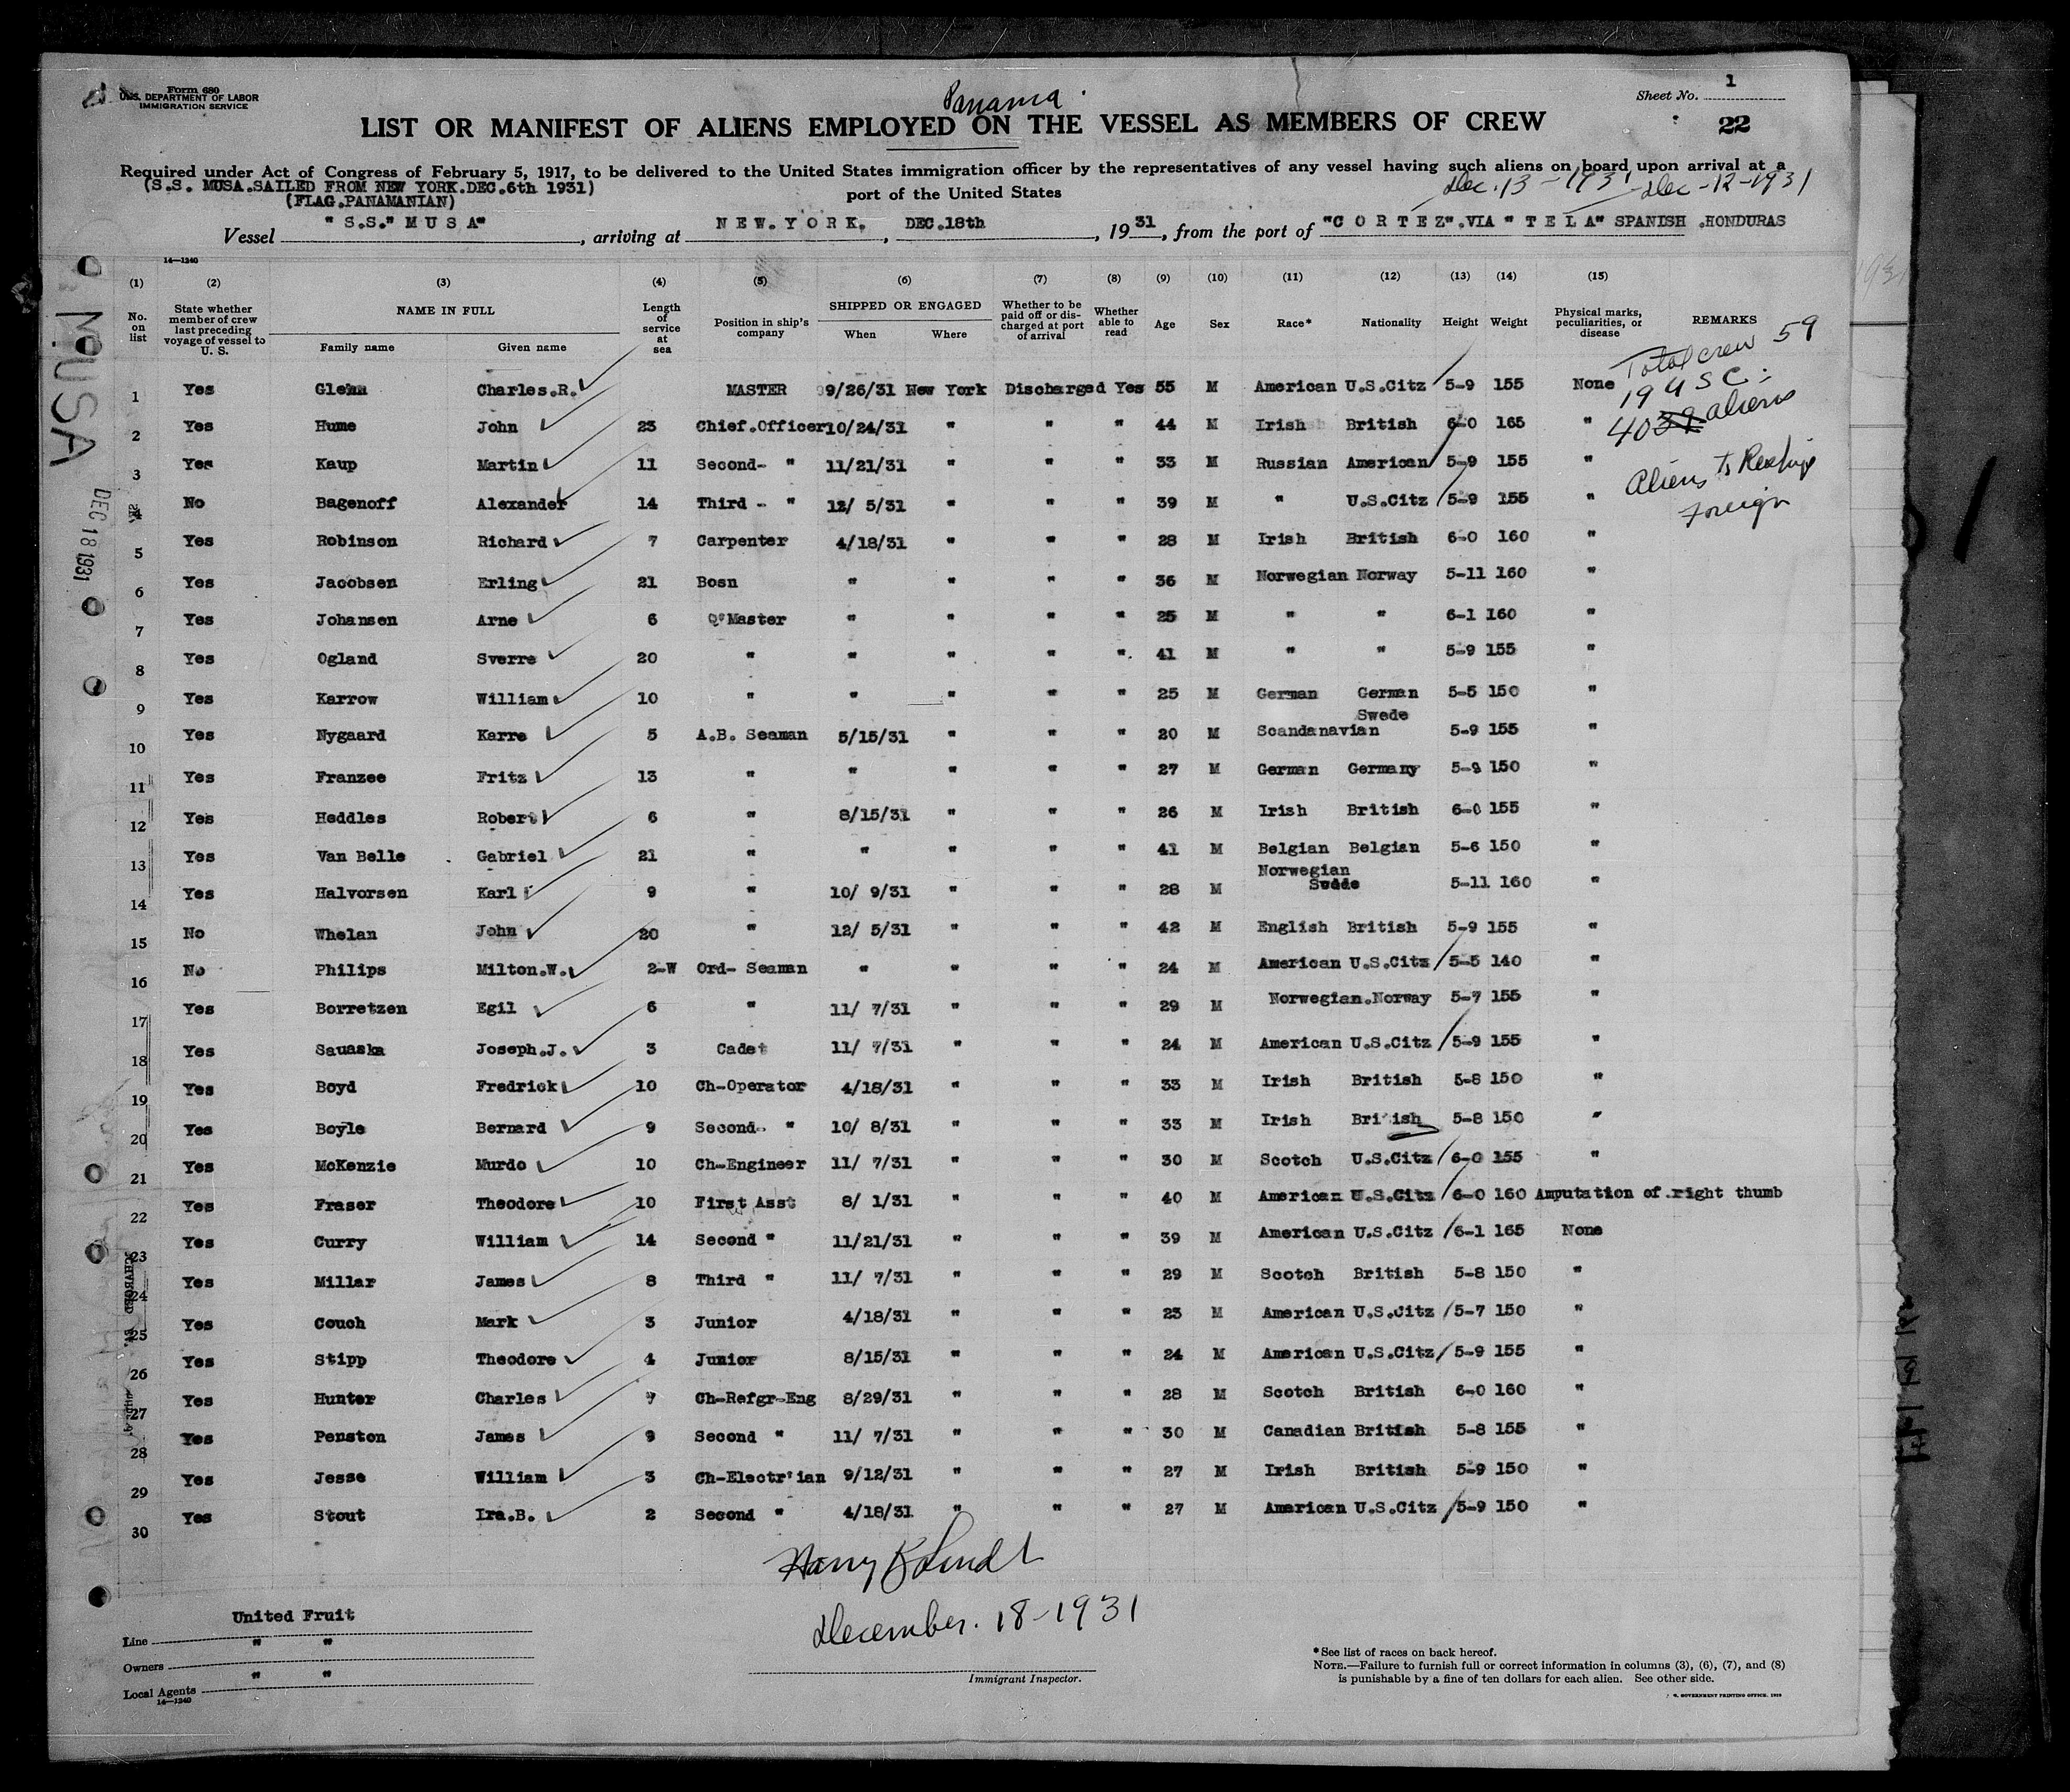 Form 680
U.S. DEPARTMENT OF LABOR
IMMIGRATION SERVICE
Panama
Sheet No. 1
22
LIST OR MANIFEST OF ALIENS EMPLOYED ON THE VESSEL AS MEMBERS OF CREW
Required under Act of Congress of February 5, 1917, to be delivered to the United States immigration officer by the representatives of any vessel having such aliens on board upon arrival at a
port of the United States
(S.S. MUSA.SAILED FROM NEW YORK.DEC.6th 1931)
(FLAG.PANAMANIAN)
Dec.13-1931 Dec-12-1931
Vessel "S.S." M U S A", arriving at N E W. Y O R K, DEC.18th, 1931, from the port of "C O R T E Z".VIA " T E L A" SPANISH .HONDURAS
14—1240
(1) (2) (3) (4) (5) (6) (7) (8) (9) (10) (11) (12) (13) (14) (15)
No. on list
State whether member of crew last preceding voyage of vessel to U. S.
NAME IN FULL
Family name Given name
Length of service at sea
Position in ship's company
SHIPPED OR ENGAGED
When Where
Whether to be paid off or discharged at port of arrival
Whether able to read
Age Sex Race* Nationality Height Weight
Physical marks, peculiarities, or disease
REMARKS
Total crew 59
19 U S C:
40 39 aliens
Aliens To Reship
Foreign
MUSA
DEC 18 1931
1 Yes Glenn Charles.R. MASTER 9/26/31 New York Discharged Yes 55 M American U.S.Citz 5-9 155 None
2 Yes Hume John 23 Chief.Officer 10/24/31 " " " 44 M Irish British 6-0 165 "
3 Yes Kaup Martin 11 Second- " 11/21/31 " " " 33 M Russian American 5-9 155 "
4 No Bagenoff Alexander 14 Third - " 12/ 5/31 " " " 39 M " U.S.Citz 5-9 155 "
5 Yes Robinson Richard 7 Carpenter 4/18/31 " " " 28 M Irish British 6-0 160 "
6 Yes Jacobsen Erling 21 Bosn " " " " 36 M Norwegian Norway 5-11 160 "
7 Yes Johansen Arne 6 Q'Master " " " " 25 M " " 6-1 160 "
8 Yes Ogland Sverre 20 " " " " " 41 M " " 5-9 155 "
9 Yes Karrow William 10 " " " " " 25 M German German 5-5 150 "
10 Yes Nygaard Karre 5 A.B. Seaman 5/15/31 " " " 20 M Scandanavian Swede 5-9 155 "
11 Yes Franzee Fritz 13 " " " " " 27 M German Germany 5-9 150 "
12 Yes Heddles Robert 6 " 8/15/31 " " " 26 M Irish British 6-0 155 "
13 Yes Van Belle Gabriel 21 " " " " " 41 M Belgian Belgian 5-6 150 "
14 Yes Halvorsen Karl 9 " 10/ 9/31 " " " 28 M Norwegian Swede 5-11 160 "
15 No Whelan John 20 " 12/ 5/31 " " " 42 M English British 5-9 155 "
16 No Philips Milton.W. 2-W Ord- Seaman " " " " 24 M American U.S.Citz 5-5 140 "
17 Yes Borretzen Egil 6 " 11/ 7/31 " " " 29 M Norwegian.Norway 5-7 155 "
18 Yes Sauaska Joseph.J. 3 Cadet 11/ 7/31 " " " 24 M American U.S.Citz 5-9 155 "
19 Yes Boyd Fredrick 10 Ch-Operator 4/18/31 " " " 33 M Irish British 5-8 150 "
20 Yes Boyle Bernard 9 Second- " 10/ 8/31 " " " 33 M Irish British 5-8 150 "
21 Yes McKenzie Murdo 10 Ch-Engineer 11/ 7/31 " " " 30 M Scotch U.S.Citz 6-0 155 "
22 Yes Fraser Theodore 10 First Asst 8/ 1/31 " " " 40 M American U.S.Citz 6-0 160 Amputation of.right thumb
23 Yes Curry William 14 Second " 11/21/31 " " " 39 M American U.S.Citz 6-1 165 None
24 Yes Millar James 8 Third " 11/ 7/31 " " " 29 M Scotch British 5-8 150 "
25 Yes Couch Mark 3 Junior 4/18/31 " " " 23 M American U.S.Citz 5-7 150 "
26 Yes Stipp Theodore 4 Junior 8/15/31 " " " 24 M American U.S.Citz 5-9 155 "
27 Yes Hunter Charles 7 Ch-Refgr-Eng 8/29/31 " " " 28 M Scotch British 6-0 160 "
28 Yes Penston James 9 Second " 11/ 7/31 " " " 30 M Canadian British 5-8 155 "
29 Yes Jesse William 3 Ch-Electr'ian 9/12/31 " " " 27 M Irish British 5-9 150 "
30 Yes Stout Ira.B. 2 Second " 4/18/31 " " " 27 M American U.S.Citz 5-9 150 "
Harry
December. 18-1931
Immigrant Inspector.
Line United Fruit
Owners " "
Local Agents " "
14—1240
*See list of races on back hereof.
NOTE.—Failure to furnish full or correct information in columns (3), (6), (7), and (8)
is punishable by a fine of ten dollars for each alien. See other side.
GOVERNMENT PRINTING OFFICE